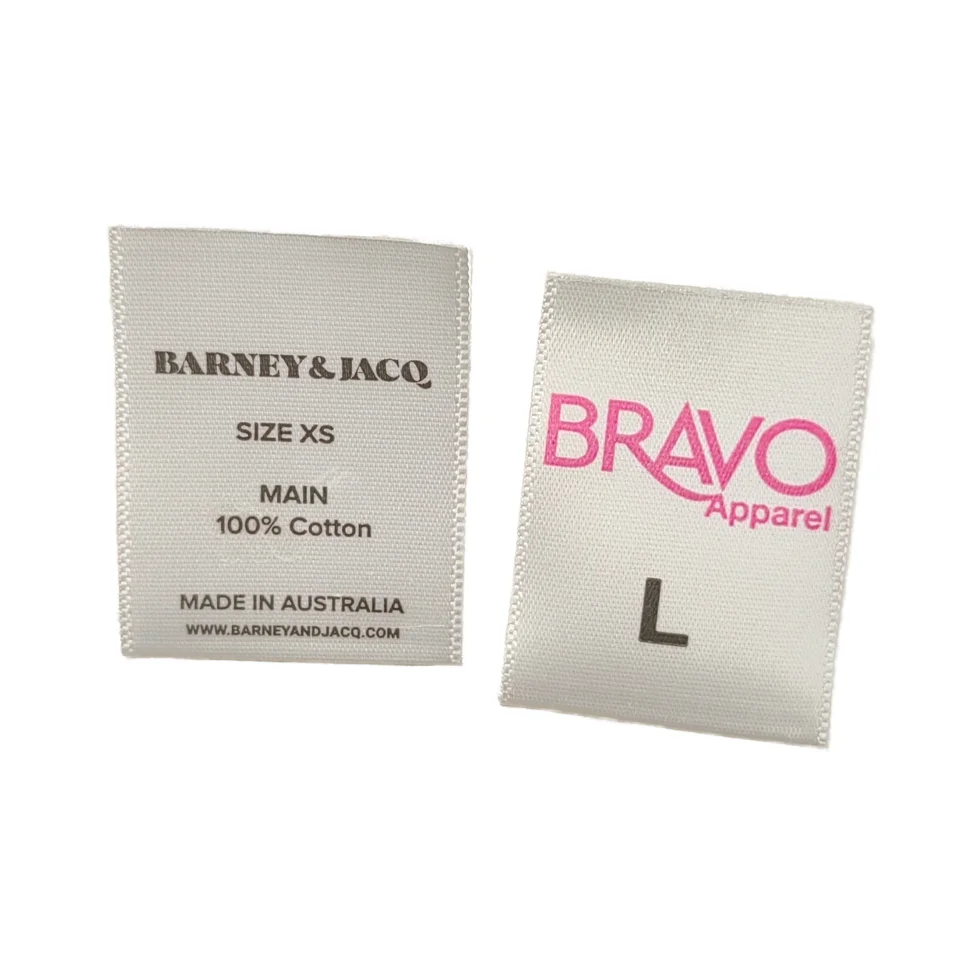 BARNEY & JACQ
SIZE XS
MAIN
100% Cotton
MADE IN AUSTRALIA
WWW.BARNEYANDJACQ.COM
BRAVO
Apparel
L